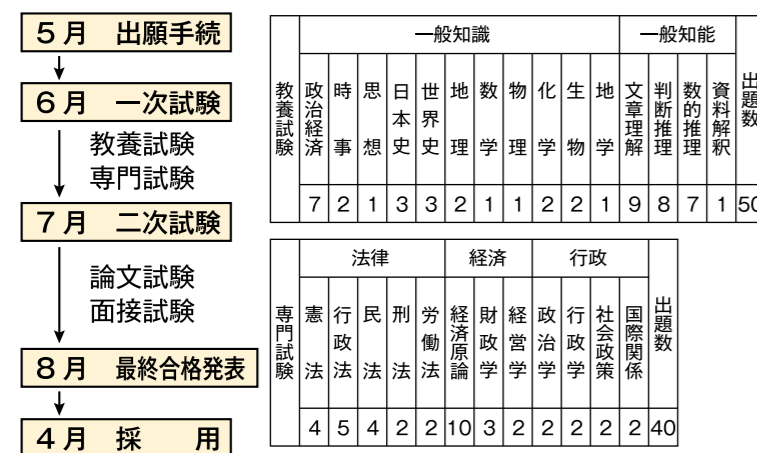 5月 出願手続
6月 一次試験
教養試験
専門試験
7月 二次試験
論文試験
面接試験
8月 最終合格発表
4月 採用
教養試験 一般知識 一般知能 出題数
政治経済 時事 思想 日本史 世界史 地理 数学 物理 化学 生物 地学 文章理解 判断推理 数的推理 資料解釈
7 2 1 3 3 2 1 1 2 2 1 9 8 7 1 50
専門試験 法律 経済 行政 出題数
憲法 行政法 民法 刑法 労働法 経済原論 財政学 経営学 政治学 行政学 社会政策 国際関係
4 5 4 2 2 10 3 2 2 2 2 2 40